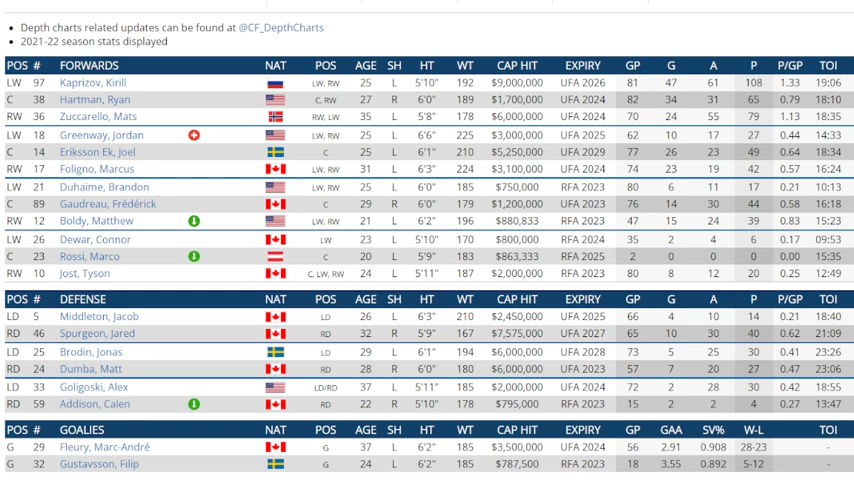 Depth charts related updates can be found at @CF_DepthCharts
2021-22 season stats displayed
POS # FORWARDS NAT POS AGE SH HT WT CAP HIT EXPIRY GP G A P P/GP TOI
LW 97 Kaprizov, Kirill LW, RW 25 L 5'10" 192 $9,000,000 UFA 2026 81 47 61 108 1.33 19:06
C 38 Hartman, Ryan C, RW 27 R 6'0" 189 $1,700,000 UFA 2024 82 34 31 65 0.79 18:10
RW 36 Zuccarello, Mats RW, LW 35 L 5'8" 178 $6,000,000 UFA 2024 70 24 55 79 1.13 18:35
LW 18 Greenway, Jordan LW, RW 25 L 6'6" 225 $3,000,000 UFA 2025 62 10 17 27 0.44 14:33
C 14 Eriksson Ek, Joel C 25 L 6'1" 210 $5,250,000 UFA 2029 77 26 23 49 0.64 18:34
RW 17 Foligno, Marcus LW, RW 31 L 6'3" 224 $3,100,000 UFA 2024 74 23 19 42 0.57 16:24
LW 21 Duhaime, Brandon LW, RW 25 L 6'0" 185 $750,000 RFA 2023 80 6 11 17 0.21 10:13
C 89 Gaudreau, Frédérick C 29 R 6'0" 179 $1,200,000 UFA 2023 76 14 30 44 0.58 16:18
RW 12 Boldy, Matthew LW, RW 21 L 6'2" 196 $880,833 RFA 2023 47 15 24 39 0.83 15:23
LW 26 Dewar, Connor LW 23 L 5'10" 170 $800,000 RFA 2024 35 2 4 6 0.17 09:53
C 23 Rossi, Marco C 20 L 5'9" 183 $863,333 RFA 2025 2 0 0 0 0.00 15:35
RW 10 Jost, Tyson C, LW, RW 24 L 5'11" 187 $2,000,000 RFA 2023 80 8 12 20 0.25 12:49
POS # DEFENSE NAT POS AGE SH HT WT CAP HIT EXPIRY GP G A P P/GP TOI
LD 5 Middleton, Jacob LD 26 L 6'3" 210 $2,450,000 UFA 2025 66 4 10 14 0.21 18:40
RD 46 Spurgeon, Jared RD 32 R 5'9" 167 $7,575,000 UFA 2027 65 10 30 40 0.62 21:09
LD 25 Brodin, Jonas LD 29 L 6'1" 194 $6,000,000 UFA 2028 73 5 25 30 0.41 23:26
RD 24 Dumba, Matt RD 28 R 6'0" 180 $6,000,000 UFA 2023 57 7 20 27 0.47 23:06
LD 33 Goligoski, Alex LD/RD 37 L 5'11" 185 $2,000,000 UFA 2024 72 2 28 30 0.42 18:55
RD 59 Addison, Calen RD 22 R 5'10" 178 $795,000 RFA 2023 15 2 2 4 0.27 13:47
POS # GOALIES NAT POS AGE SH HT WT CAP HIT EXPIRY GP GAA SV% W-L TOI
G 29 Fleury, Marc-André G 37 L 6'2" 185 $3,500,000 UFA 2024 56 2.91 0.908 28-23 -
G 32 Gustavsson, Filip G 24 L 6'2" 185 $787,500 RFA 2023 18 3.55 0.892 5-12 -